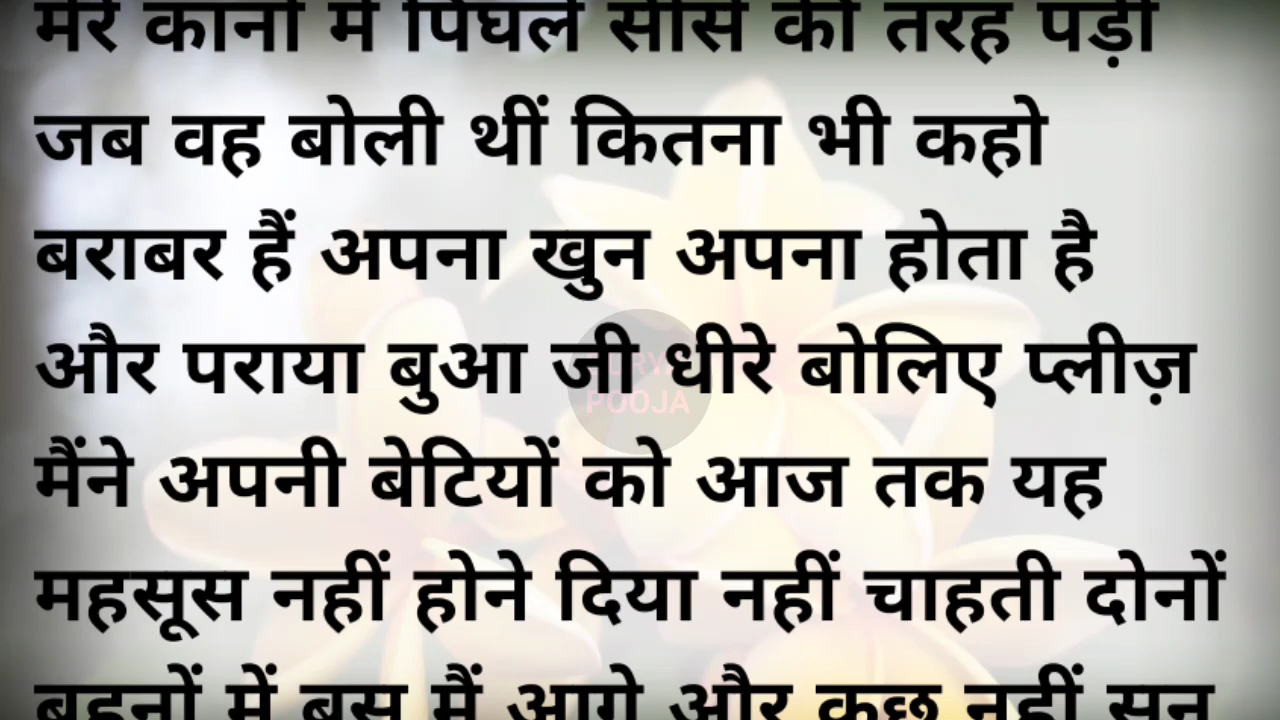 मेरे कानों में पिघले सीसे की तरह पड़ी
जब वह बोली थीं कितना भी कहो
बराबर हैं अपना खुन अपना होता है
और पराया बुआ जी धीरे बोलिए प्लीज़
POOJA
मैंने अपनी बेटियों को आज तक यह
महसूस नहीं होने दिया नहीं चाहती दोनों
बहनों में बस मैं आगे और कुछ नहीं सुन